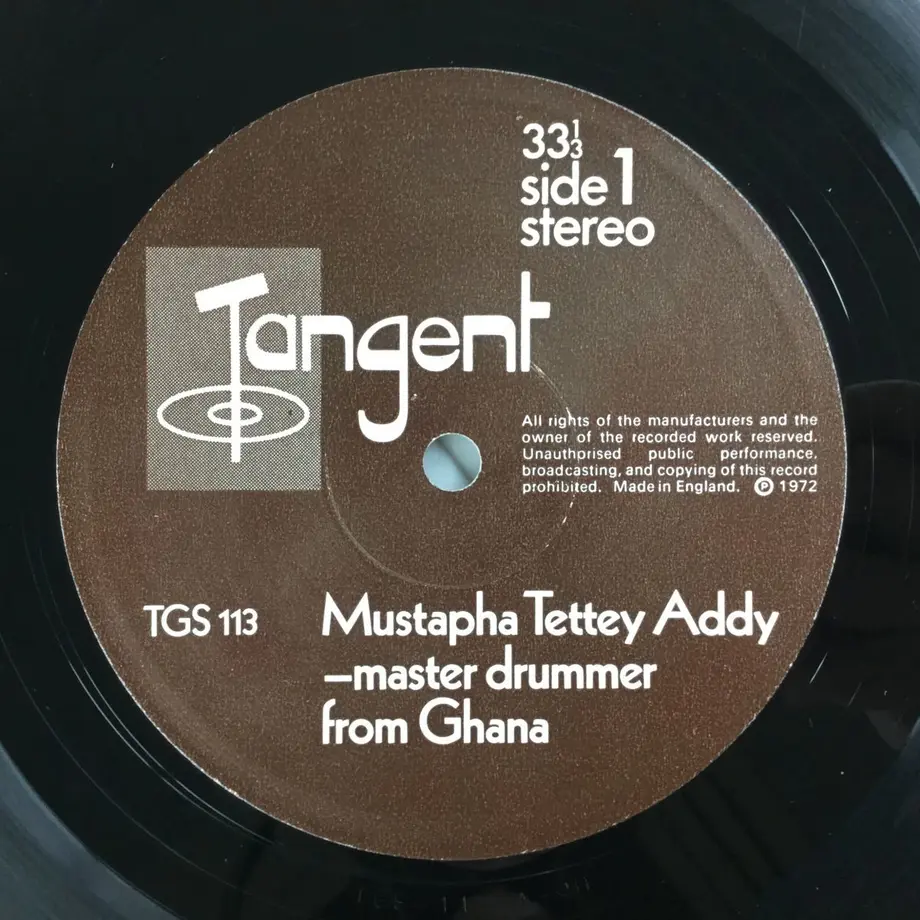 33⅓
side 1
stereo
Tangent
All rights of the manufacturers and the
owner of the recorded work reserved.
Unauthorised public performance,
broadcasting, and copying of this record
prohibited. Made in England. ℗ 1972
TGS 113
Mustapha Tettey Addy
—master drummer
from Ghana